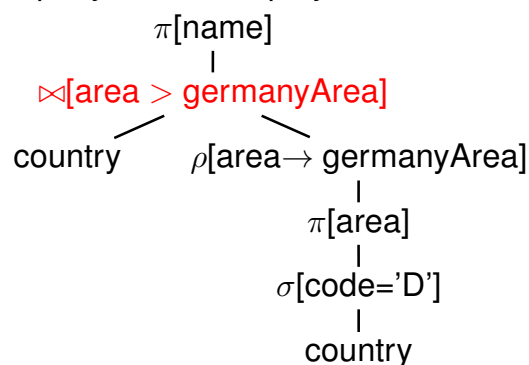 π[name]
⋈[area > germanyArea]
country ρ[area→ germanyArea]
π[area]
σ[code='D']
country